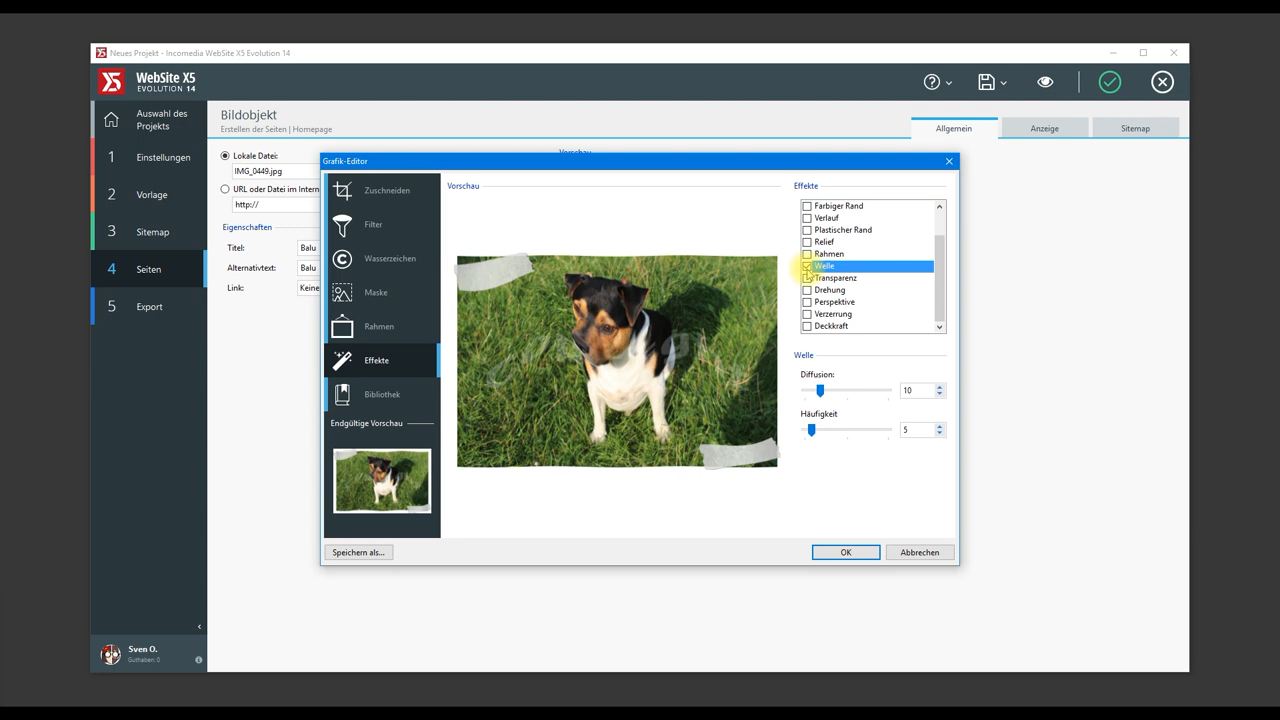 Neues Projekt - Incomedia WebSite X5 Evolution 14
WebSite X5
EVOLUTION 14
Auswahl des
Projekts
1 Einstellungen
2 Vorlage
3 Sitemap
4 Seiten
5 Export
Sven O.
Guthaben: 0
Bildobjekt
Erstellen der Seiten | Homepage
Allgemein
Anzeige
Sitemap
Lokale Datei:
IMG_0449.jpg
URL oder Datei im Intern
http://
Eigenschaften
Titel: Balu
Alternativtext: Balu
Link: Keine
Vorschau
Grafik-Editor
Zuschneiden
Filter
Wasserzeichen
Maske
Rahmen
Effekte
Bibliothek
Endgültige Vorschau
Vorschau
Effekte
Farbiger Rand
Verlauf
Plastischer Rand
Relief
Rahmen
Welle
Transparenz
Drehung
Perspektive
Verzerrung
Deckkraft
Welle
Diffusion:
10
Häufigkeit
5
Speichern als...
OK
Abbrechen